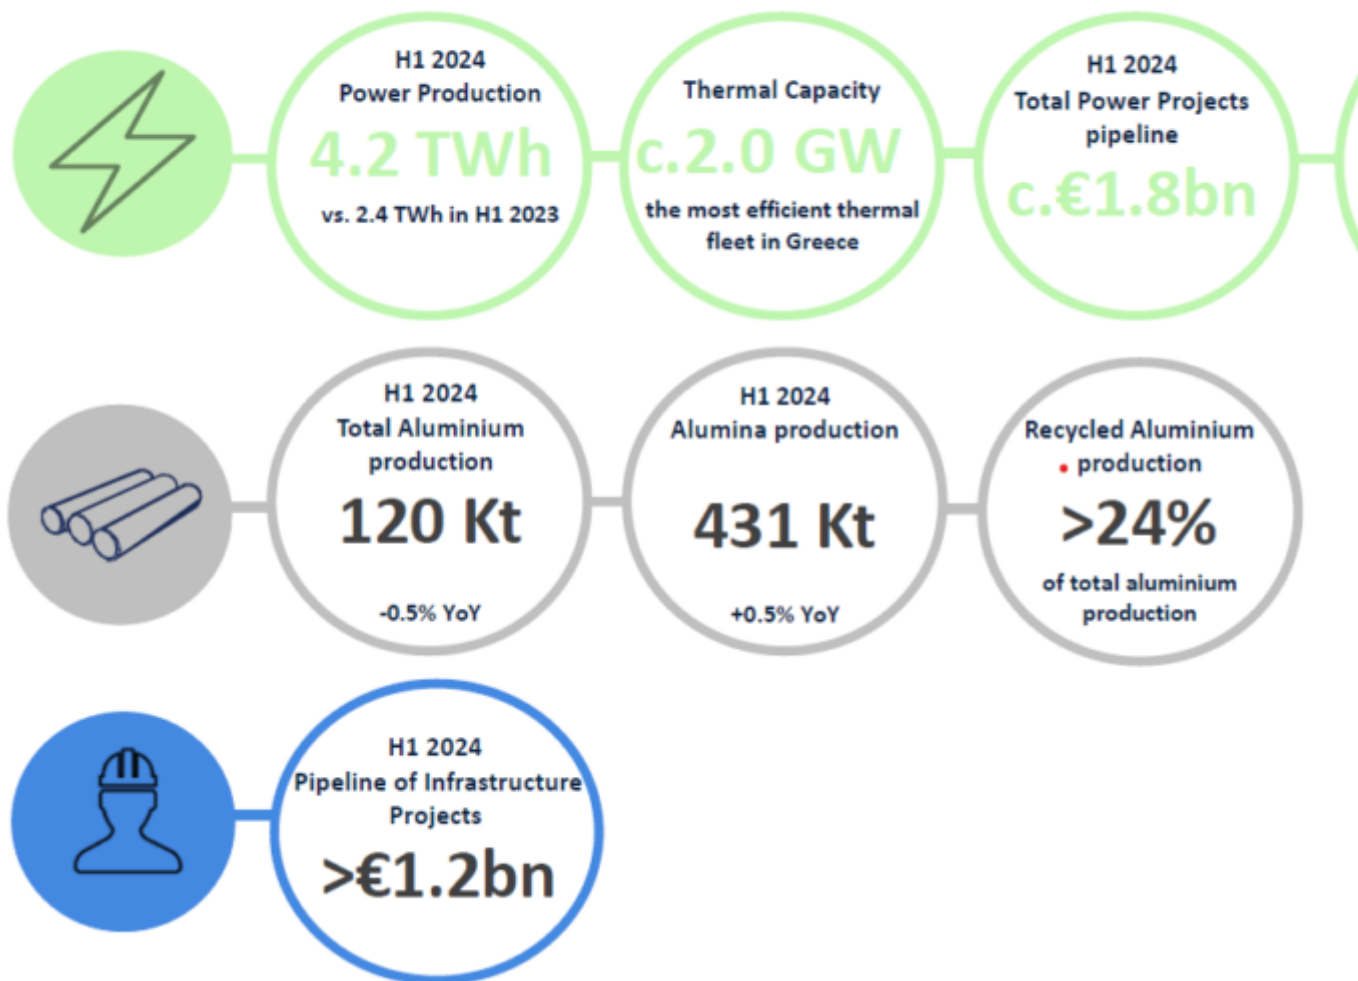 H1 2024
Power Production
4.2 TWh
vs. 2.4 TWh in H1 2023
Thermal Capacity
c.2.0 GW
the most efficient thermal
fleet in Greece
H1 2024
Total Power Projects
pipeline
c.€1.8bn
H1 2024
Total Aluminium
production
120 Kt
-0.5% YoY
H1 2024
Alumina production
431 Kt
+0.5% YoY
Recycled Aluminium
production
>24%
of total aluminium
production
H1 2024
Pipeline of Infrastructure
Projects
>€1.2bn